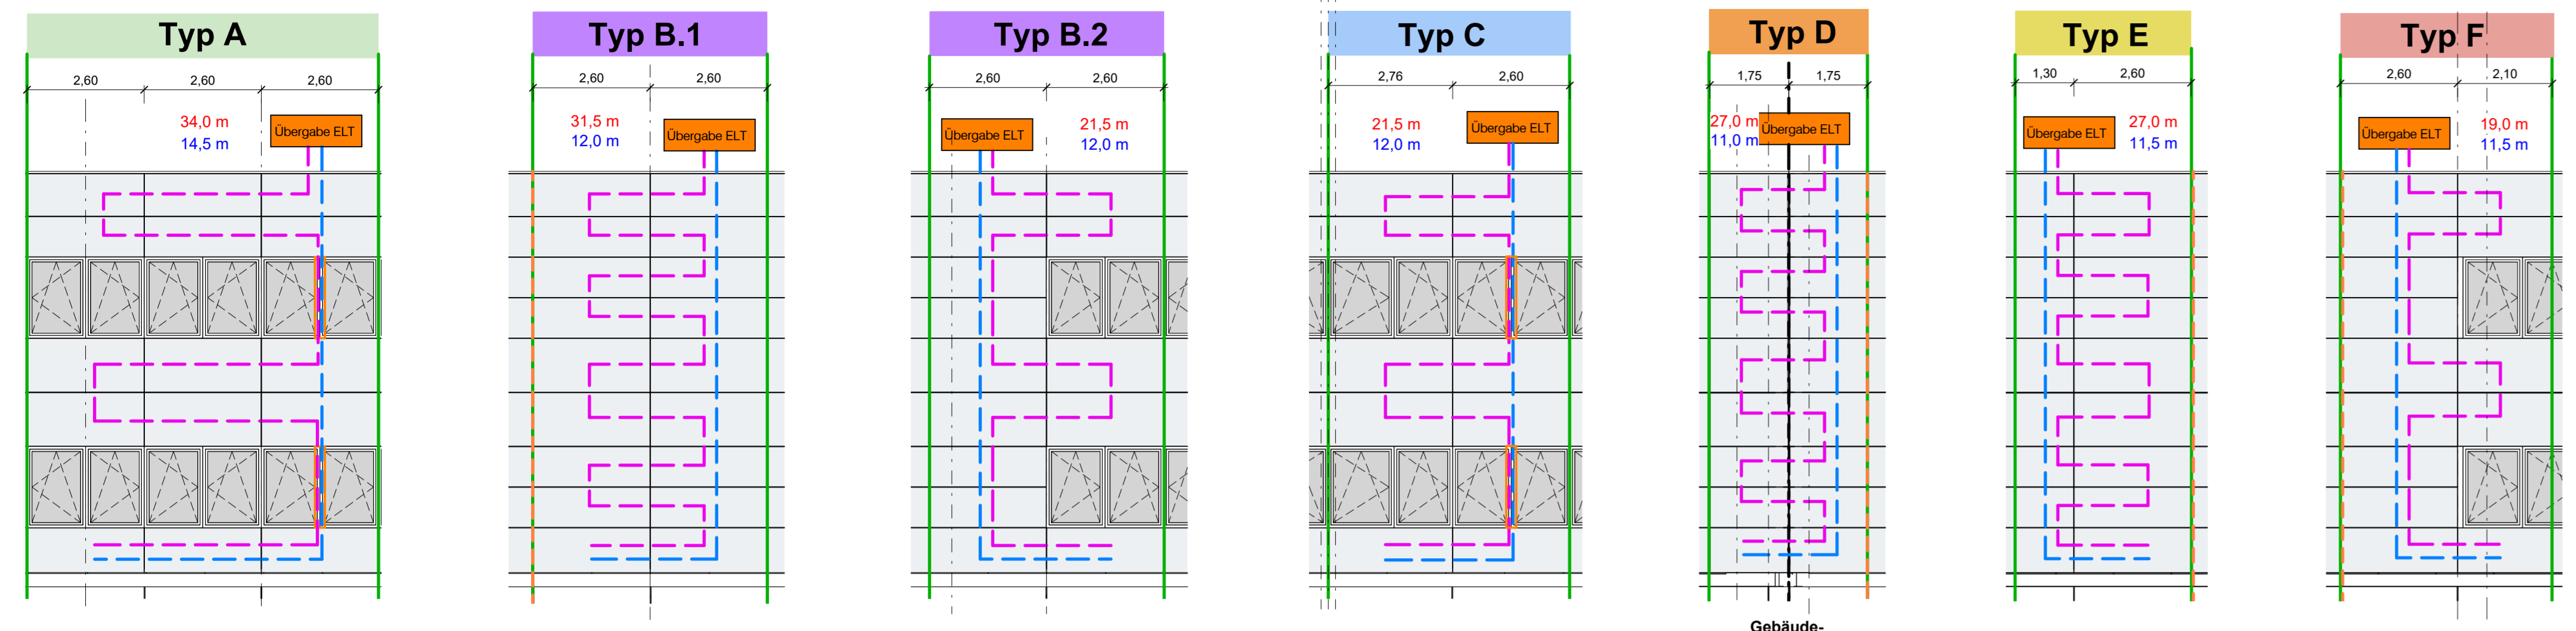 Typ A
2,60 2,60 2,60
34,0 m
14,5 m
Übergabe ELT
Typ B.1
2,60 2,60
31,5 m
12,0 m
Übergabe ELT
Typ B.2
2,60 2,60
Übergabe ELT
21,5 m
12,0 m
Typ C
2,76 2,60
21,5 m
12,0 m
Übergabe ELT
Typ D
1,75 1,75
27,0 m
11,0 m
Übergabe ELT
Gebäude-
Typ E
1,30 2,60
Übergabe ELT
27,0 m
11,5 m
Typ F
2,60 2,10
Übergabe ELT
19,0 m
11,5 m